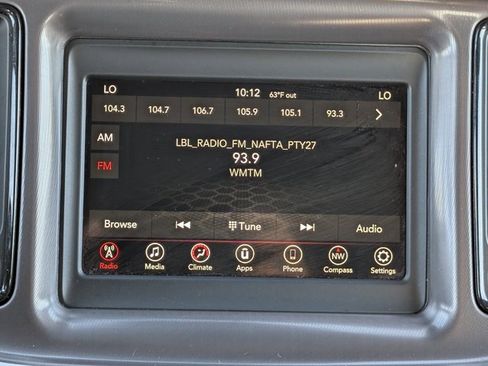 LO 10:12 63°F out LO
104.3 104.7 106.7 105.9 105.1 93.3
AM
LBL_RADIO_FM_NAFTA_PTY27
93.9
FM
WMTM
Browse Tune Audio
NW
Radio Media Climate Apps Phone Compass Settings